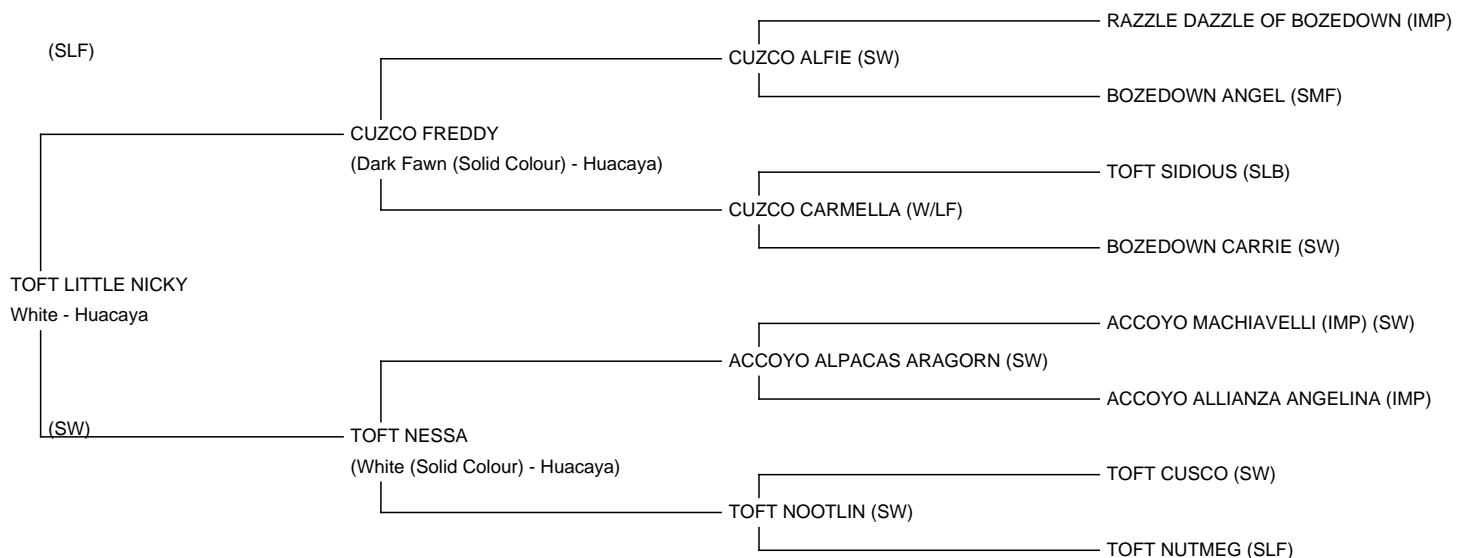 RAZZLE DAZZLE OF BOZEDOWN (IMP)
(SLF)
CUZCO ALFIE (SW)
BOZEDOWN ANGEL (SMF)
CUZCO FREDDY
(Dark Fawn (Solid Colour) - Huacaya)
TOFT SIDIOUS (SLB)
CUZCO CARMELLA (W/LF)
BOZEDOWN CARRIE (SW)
TOFT LITTLE NICKY
White - Huacaya
ACCOYO MACHIAVELLI (IMP) (SW)
ACCOYO ALPACAS ARAGORN (SW)
ACCOYO ALLIANZA ANGELINA (IMP)
(SW)
TOFT NESSA
(White (Solid Colour) - Huacaya)
TOFT CUSCO (SW)
TOFT NOOTLIN (SW)
TOFT NUTMEG (SLF)